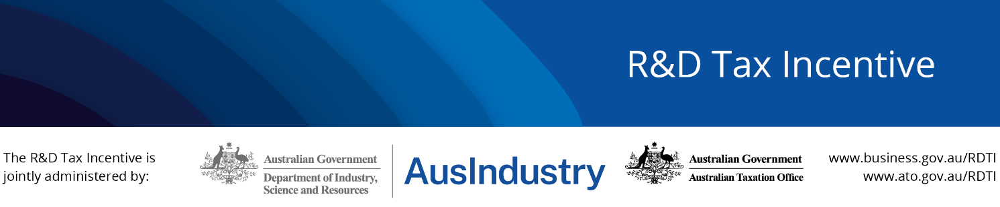 R&D Tax Incentive
The R&D Tax Incentive is
jointly administered by:
Australian Government
Department of Industry,
Science and Resources
AusIndustry
Australian Government
Australian Taxation Office
www.business.gov.au/RDTI
www.ato.gov.au/RDTI